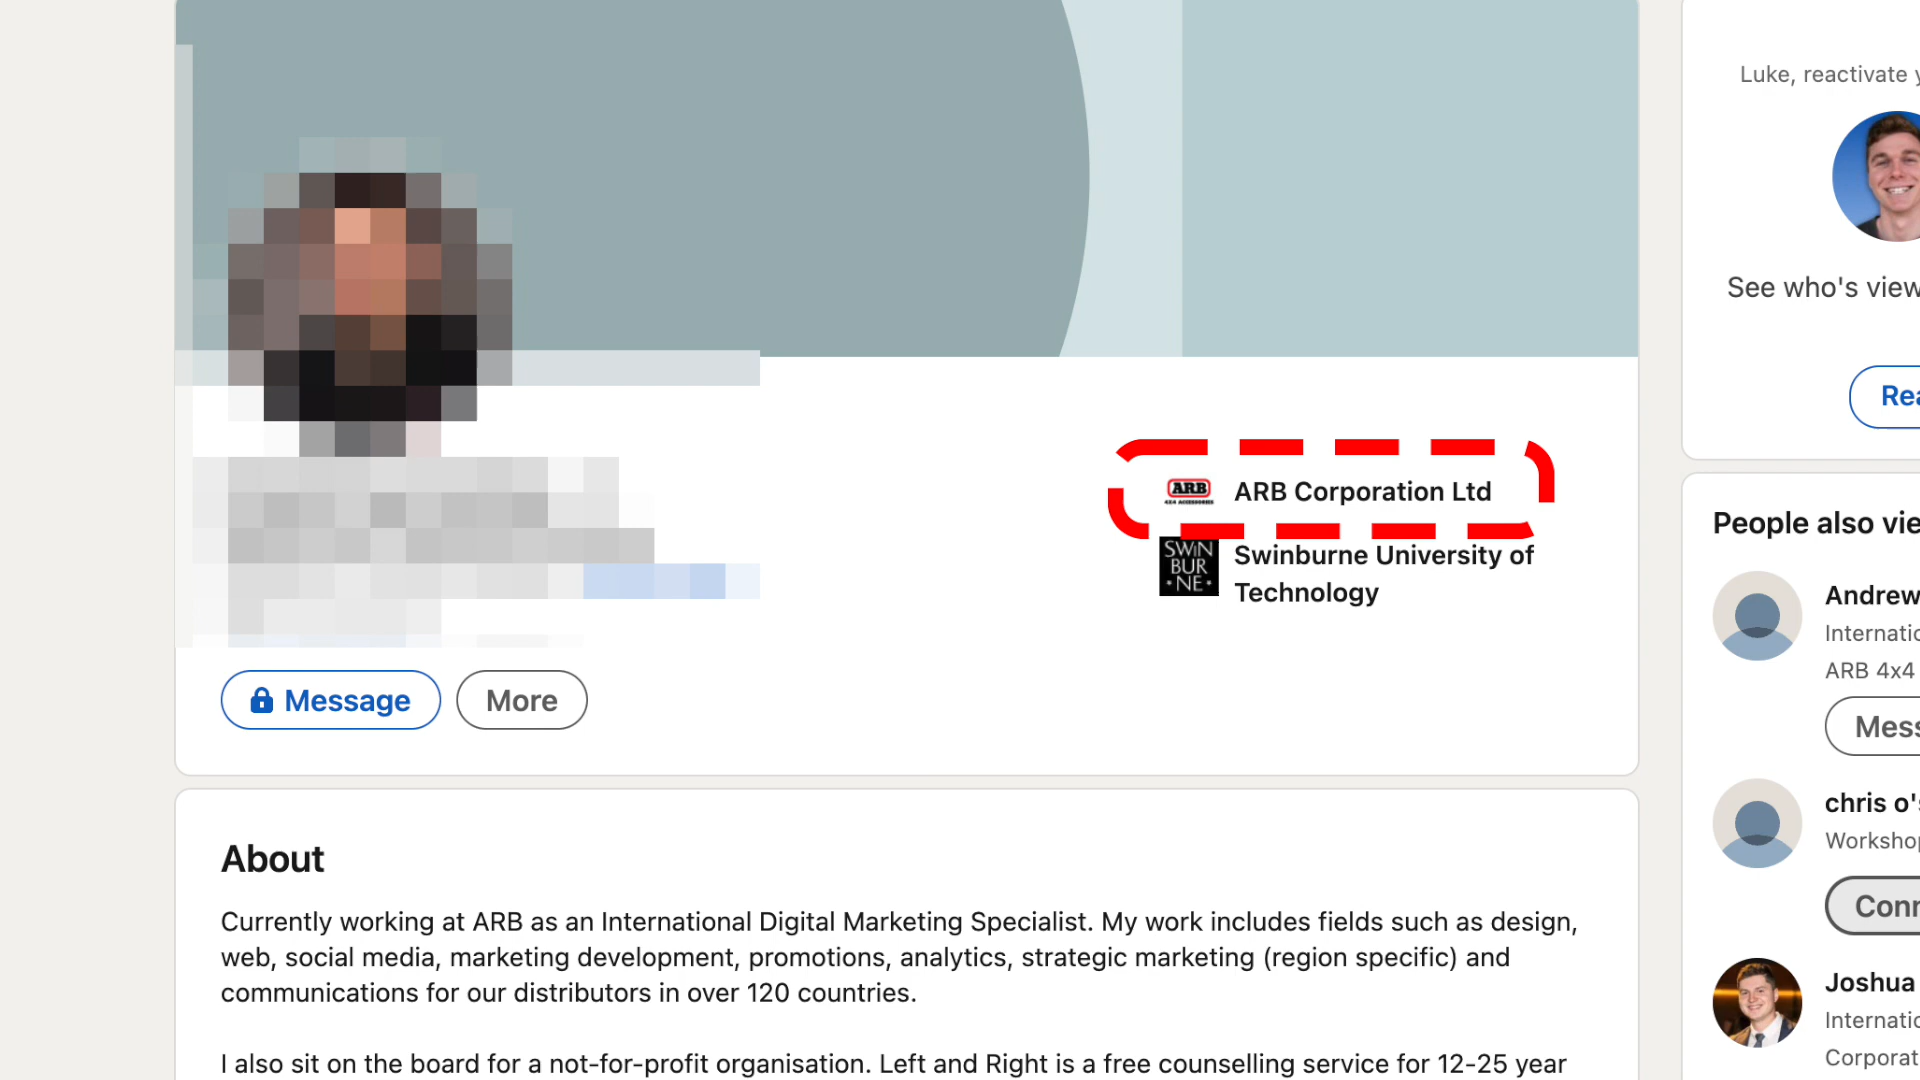 Luke, reactivate
See who's view
Rea
ARB
4X4 ACCESSORIES
ARB Corporation Ltd
SWIN
BUR
NE
Swinburne University of
Technology
Message
More
People also vie
Andrew
Internatio
ARB 4x4
Mess
chris o's
Workshop
Conn
Joshua
Internatio
Corporat
About
Currently working at ARB as an International Digital Marketing Specialist. My work includes fields such as design,
web, social media, marketing development, promotions, analytics, strategic marketing (region specific) and
communications for our distributors in over 120 countries.
I also sit on the board for a not-for-profit organisation. Left and Right is a free counselling service for 12-25 year